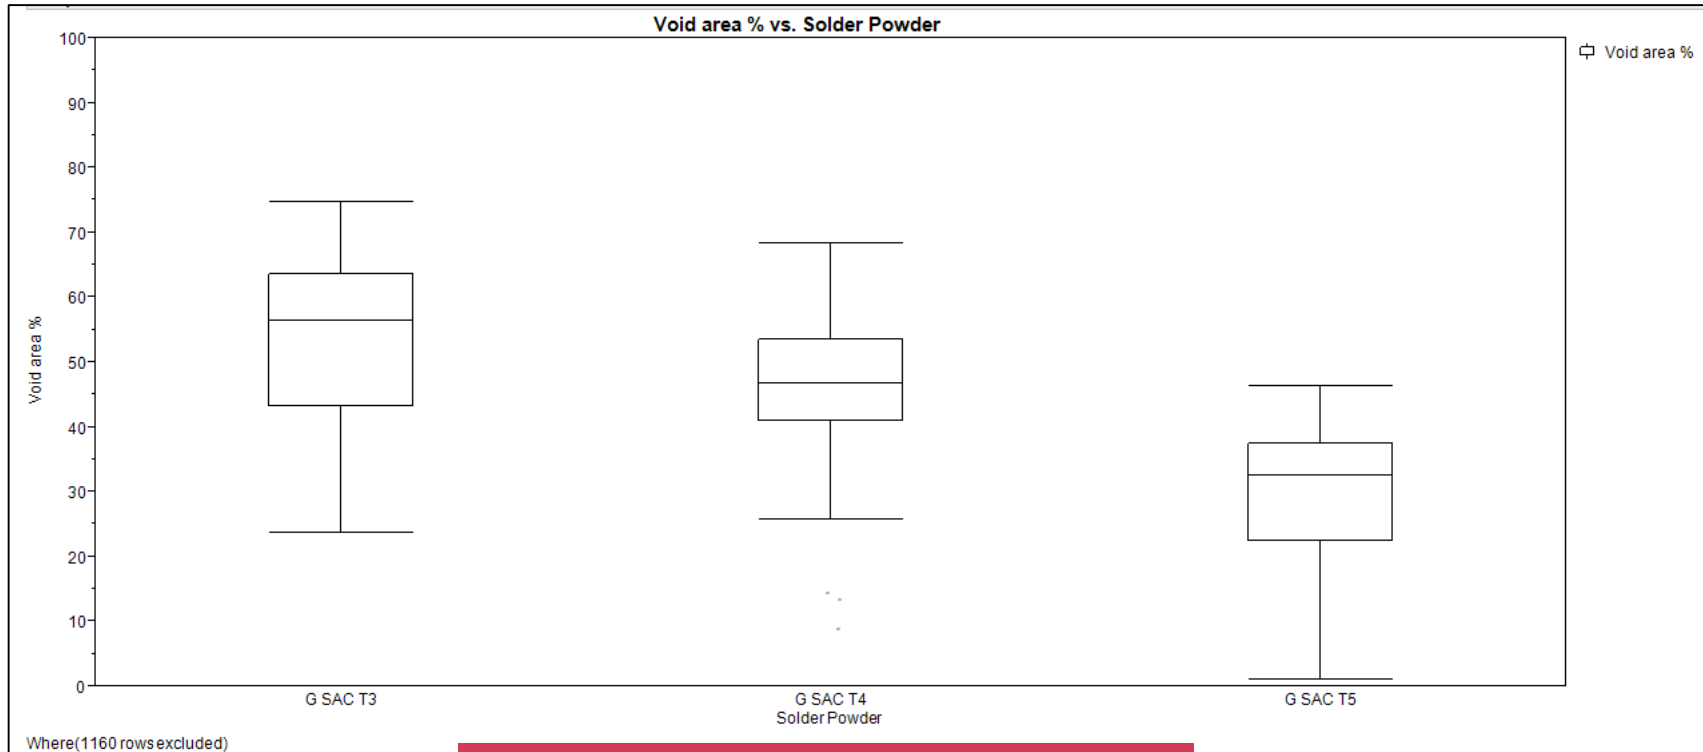 Void area % vs. Solder Powder
100
90
80
70
60
50
40
30
20
10
0
Void area %
Void area %
G SAC T3
G SAC T4
G SAC T5
Solder Powder
Where(1160 rows excluded)